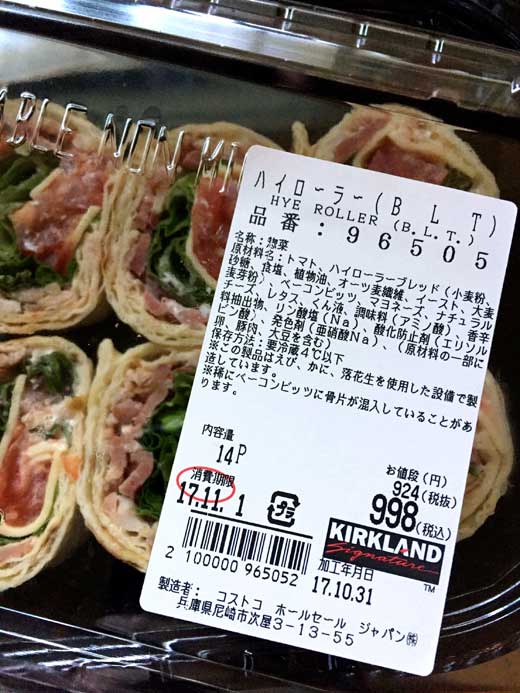 ABLE NON MI
ハイローラー(B L T)
HYE ROLLER (B.L.T.)
品番:96505
名称:惣菜
原材料名:トマト、ハイローラーブレッド(小麦粉、
砂糖、食塩、植物油、オーツ麦繊維、イースト、大麦
麦芽粉)、ベーコンビッツ、マヨネーズ、ナチュラル
チーズ、レタス、くん液、調味料(アミノ酸)、香辛
料抽出物、リン酸塩(Na)、酸化防止剤(エリソル
ビン酸)、発色剤(亜硝酸Na)、(原材料の一部に
卵、豚肉、大豆を含む)
保存方法:要冷蔵4℃以下
※この製品はえび、かに、落花生を使用した設備で製
造しています。
※稀にベーコンビッツに骨片が混入していることがあ
ります。
内容量
14P
消費期限
17.11. 1
プラ
お値段(円)
924(税抜)
998(税込)
KIRKLAND
Signature™
2 100000 965052
加工年月日
17.10.31
製造者: コストコ ホールセール ジャパン㈱
兵庫県尼崎市次屋3-13-55